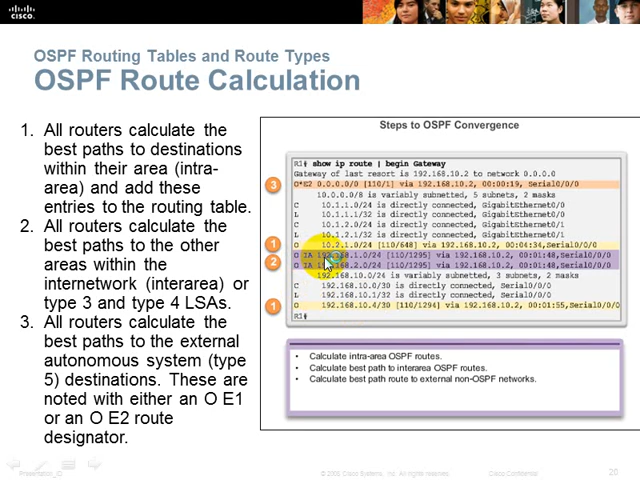 CISCO
OSPF Routing Tables and Route Types
OSPF Route Calculation
1. All routers calculate the
best paths to destinations
within their area (intra-
area) and add these
entries to the routing table.
2. All routers calculate the
best paths to the other
areas within the
internetwork (interarea) or
type 3 and type 4 LSAs.
3. All routers calculate the
best paths to the external
autonomous system (type
5) destinations. These are
noted with either an O E1
or an O E2 route
designator.
Steps to OSPF Convergence
R1# show ip route | begin Gateway
Gateway of last resort is 192.168.10.2 to network 0.0.0.0
3 O*E2 0.0.0.0/0 [110/1] via 192.168.10.2, 00:00:19, Serial0/0/0
10.0.0.0/8 is variably subnetted, 5 subnets, 2 masks
C 10.1.1.0/24 is directly connected, GigabitEthernet0/0
L 10.1.1.1/32 is directly connected, GigabitEthernet0/0
C 10.1.2.0/24 is directly connected, GigabitEthernet0/1
L 10.1.2.1/32 is directly connected, GigabitEthernet0/1
1 10.2.1.0/24 [110/648] via 192.168.10.2, 00:04:34,Serial0/0/0
2 O IA 192.168.1.0/24 [110/1295] via 192.168.10.2, 00:01:48,Serial0/0/0
O IA 192.168.2.0/24 [110/1295] via 192.168.10.2, 00:01:48,Serial0/0/0
192.168.10.0/24 is variably subnetted, 3 subnets, 2 masks
C 192.168.10.0/30 is directly connected, Serial0/0/0
L 192.168.10.1/32 is directly connected, Serial0/0/0
1 O 192.168.10.4/30 [110/1294] via 192.168.10.2, 00:01:55,Serial0/0/0
R1#
• Calculate intra-area OSPF routes.
• Calculate best path to interarea OSPF routes.
• Calculate best path route to external non-OSPF networks.
Presentation_ID
© 2008 Cisco Systems, Inc. All rights reserved.
Cisco Confidential